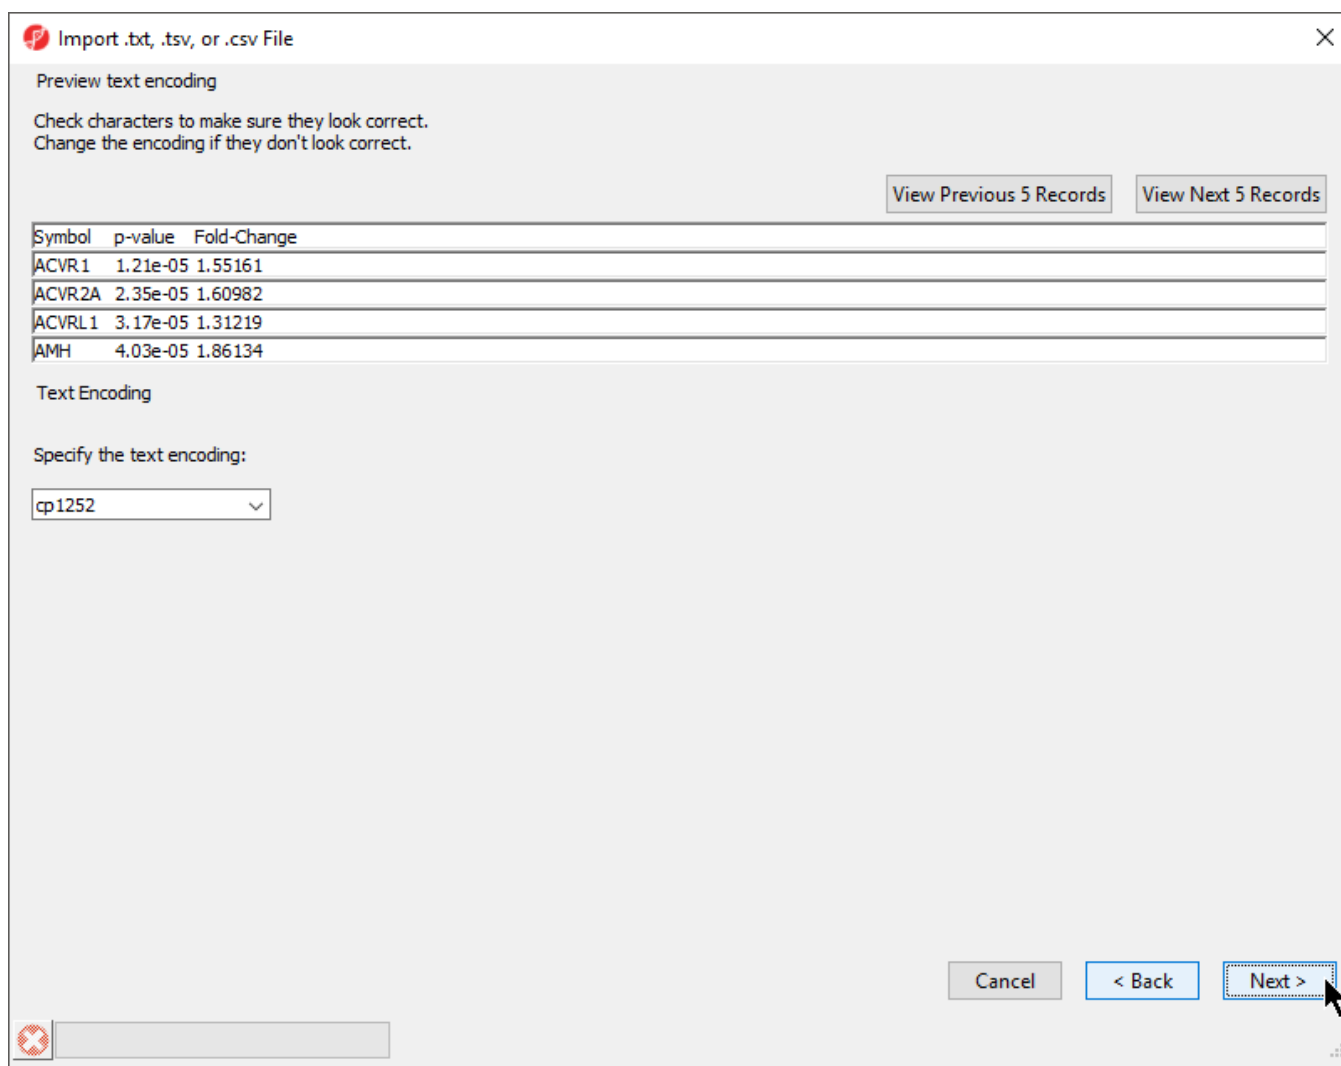 Import .txt, .tsv, or .csv File
Preview text encoding
Check characters to make sure they look correct.
Change the encoding if they don't look correct.
View Previous 5 Records View Next 5 Records
Symbol p-value Fold-Change
ACVR1 1.21e-05 1.55161
ACVR2A 2.35e-05 1.60982
ACVRL1 3.17e-05 1.31219
AMH 4.03e-05 1.86134
Text Encoding
Specify the text encoding:
cp1252
Cancel < Back Next >